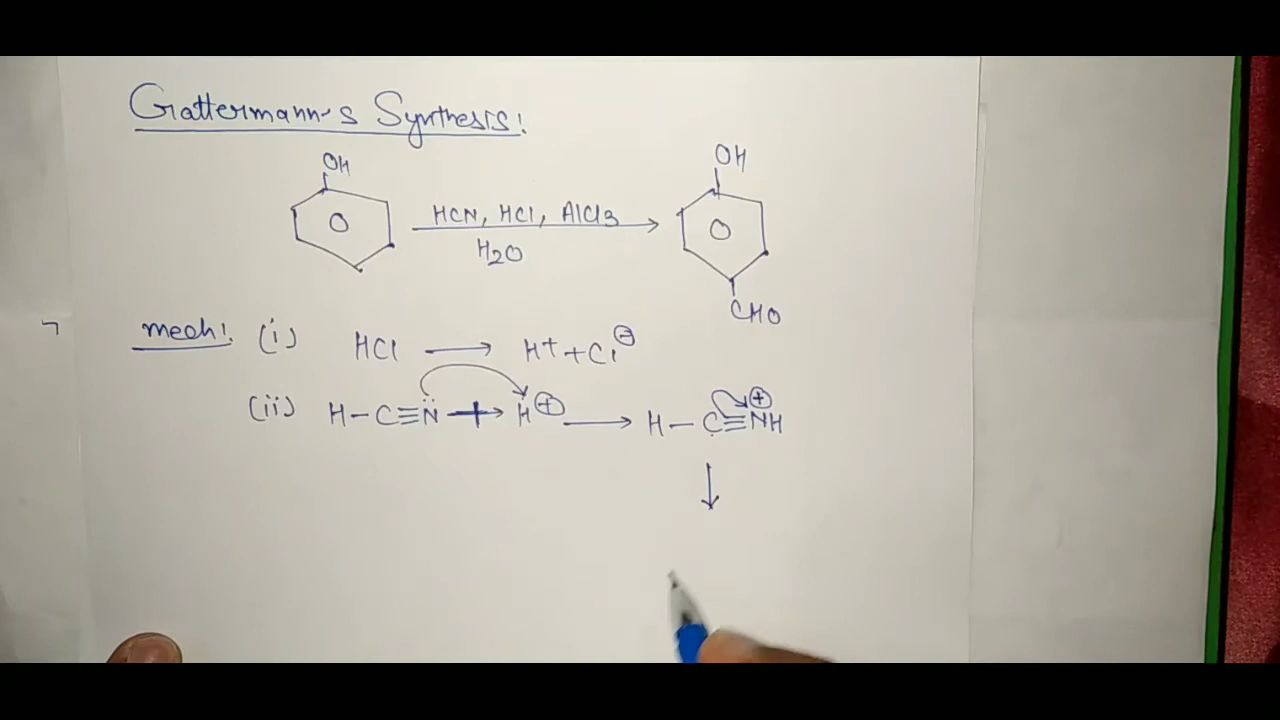 Gattermann's Synthesis!
OH
HCN, HCl, AlCl3
H2O
OH
CHO
mech! (i) HCl → H+ + Cl⊖
(ii) H-C≡N̈ + → H⊕ → H-C≡N⊕H